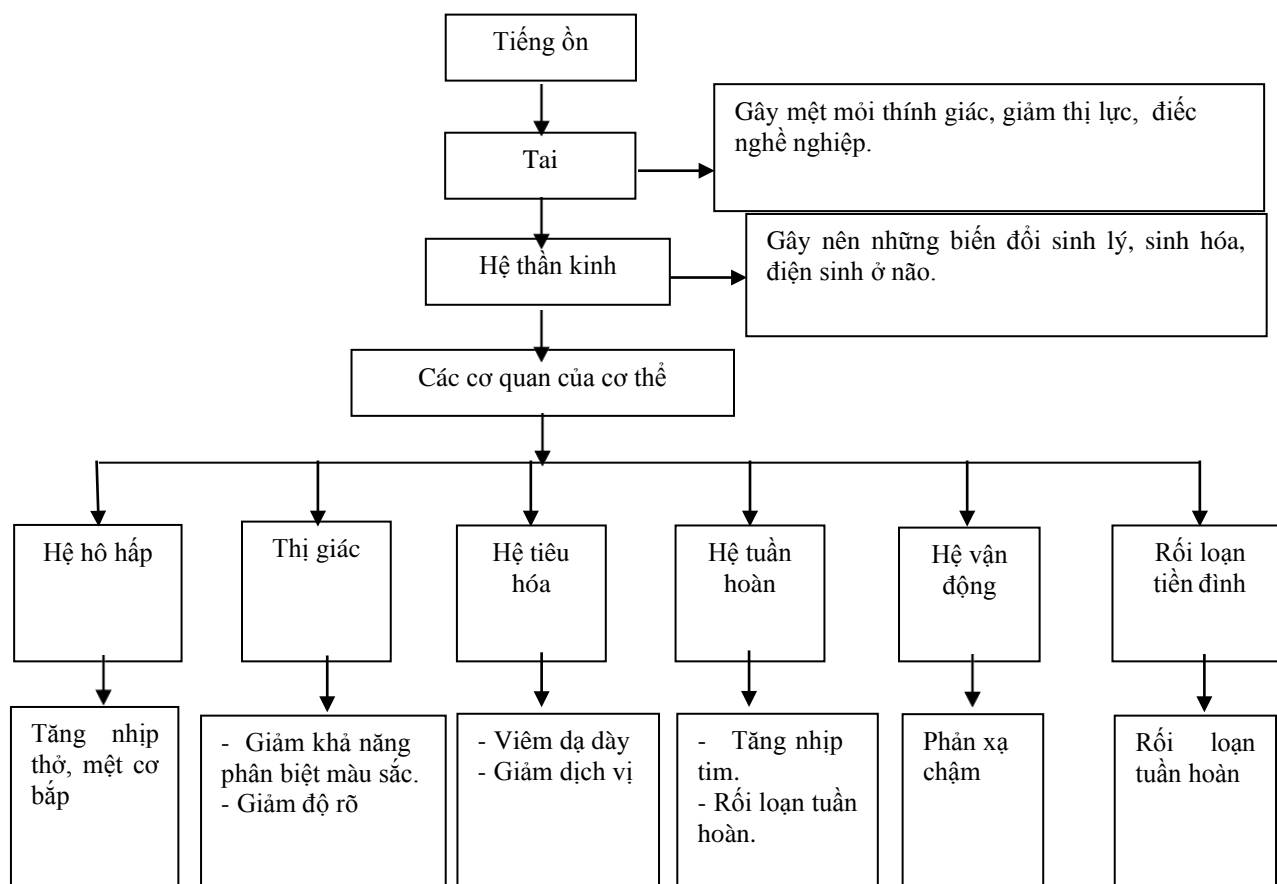 Tiếng ồn
Gây mệt mỏi thính giác, giảm thị lực, điếc
nghề nghiệp.
Tai
Gây nên những biến đổi sinh lý, sinh hóa,
điện sinh ở não.
Hệ thần kinh
Các cơ quan của cơ thể
Hệ hô hấp
Thị giác
Hệ tiêu
hóa
Hệ tuần
hoàn
Hệ vận
động
Rối loạn
tiền đình
Tăng nhịp
thở, mệt cơ
bắp
- Giảm khả năng
phân biệt màu sắc.
- Giảm độ rõ
- Viêm dạ dày
- Giảm dịch vị
- Tăng nhịp
tim.
- Rối loạn tuần
hoàn.
Phản xạ
chậm
Rối loạn
tuần hoàn